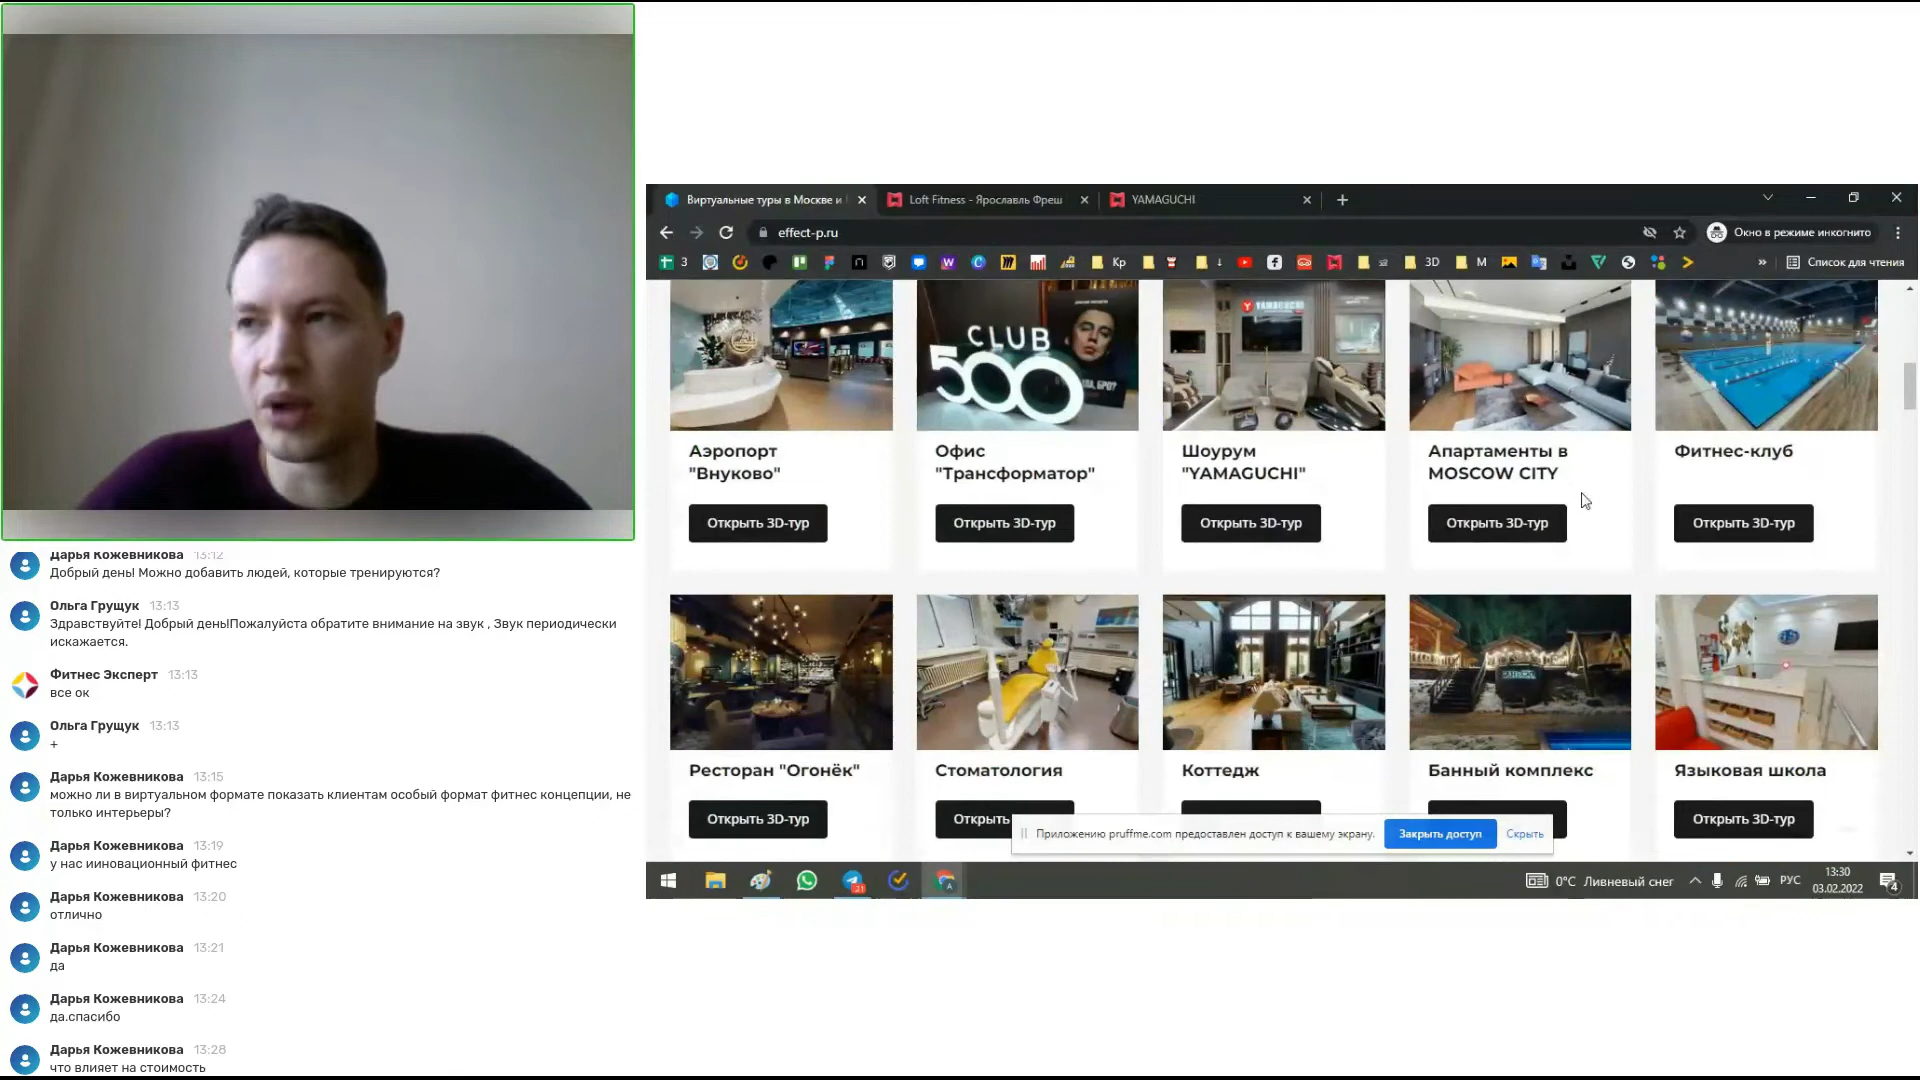 Дарья Кожевникова 13:12
Добрый день! Можно добавить людей, которые тренируются?
Ольга Грущук 13:13
Здравствуйте! Добрый день!Пожалуйста обратите внимание на звук , Звук периодически
искажается.
Фитнес Эксперт 13:13
все ок
Ольга Грущук 13:13
+
Дарья Кожевникова 13:15
можно ли в виртуальном формате показать клиентам особый формат фитнес концепции, не
только интерьеры?
Дарья Кожевникова 13:19
у нас ииновационный фитнес
Дарья Кожевникова 13:20
отлично
Дарья Кожевникова 13:21
да
Дарья Кожевникова 13:24
да.спасибо
Дарья Кожевникова 13:28
что влияет на стоимость
Виртуальные туры в Москве и
Loft Fitness - Ярославль Фреш
YAMAGUCHI
effect-p.ru
Окно в режиме инкогнито
3
Кр
3D
М
Список для чтения
CLUB
500
YAMAGUCHI
Аэропорт
"Внуково"
Офис
"Трансформатор"
Шоурум
"YAMAGUCHI"
Апартаменты в
MOSCOW CITY
Фитнес-клуб
Открыть 3D-тур
Открыть 3D-тур
Открыть 3D-тур
Открыть 3D-тур
Открыть 3D-тур
Ресторан "Огонёк"
Стоматология
Коттедж
Банный комплекс
Языковая школа
Открыть 3D-тур
Открыть
Открыть 3D-тур
Приложению pruffme.com предоставлен доступ к вашему экрану.
Закрыть доступ
Скрыть
0°C Ливневый снег
РУС
13:30
03.02.2022
4